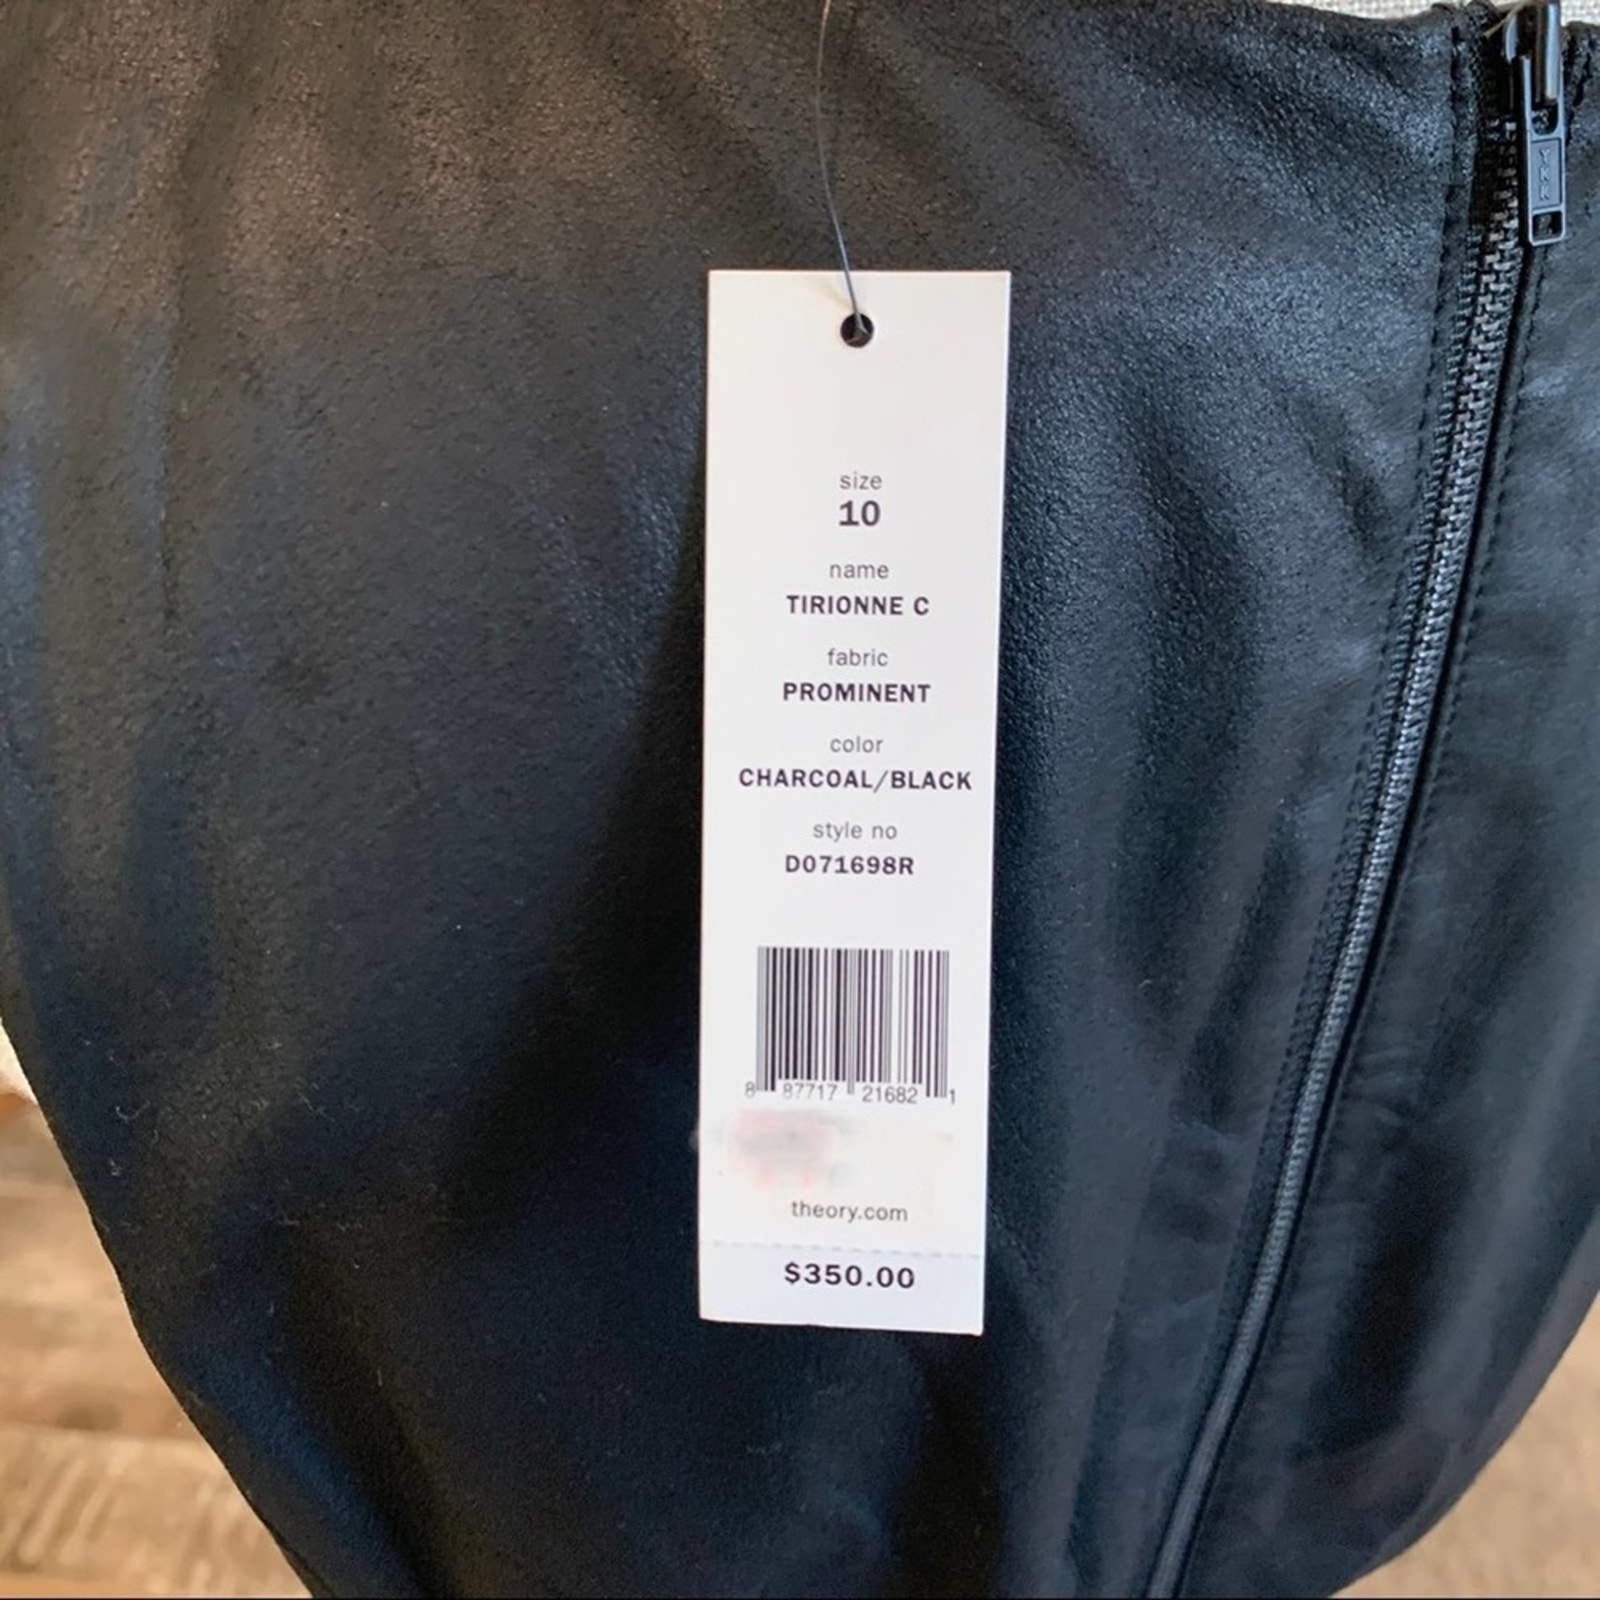 YKK
size
10
name
TIRIONNE C
fabric
PROMINENT
color
CHARCOAL/BLACK
style no
D071698R
8 87717 21682 1
theory.com
$350.00